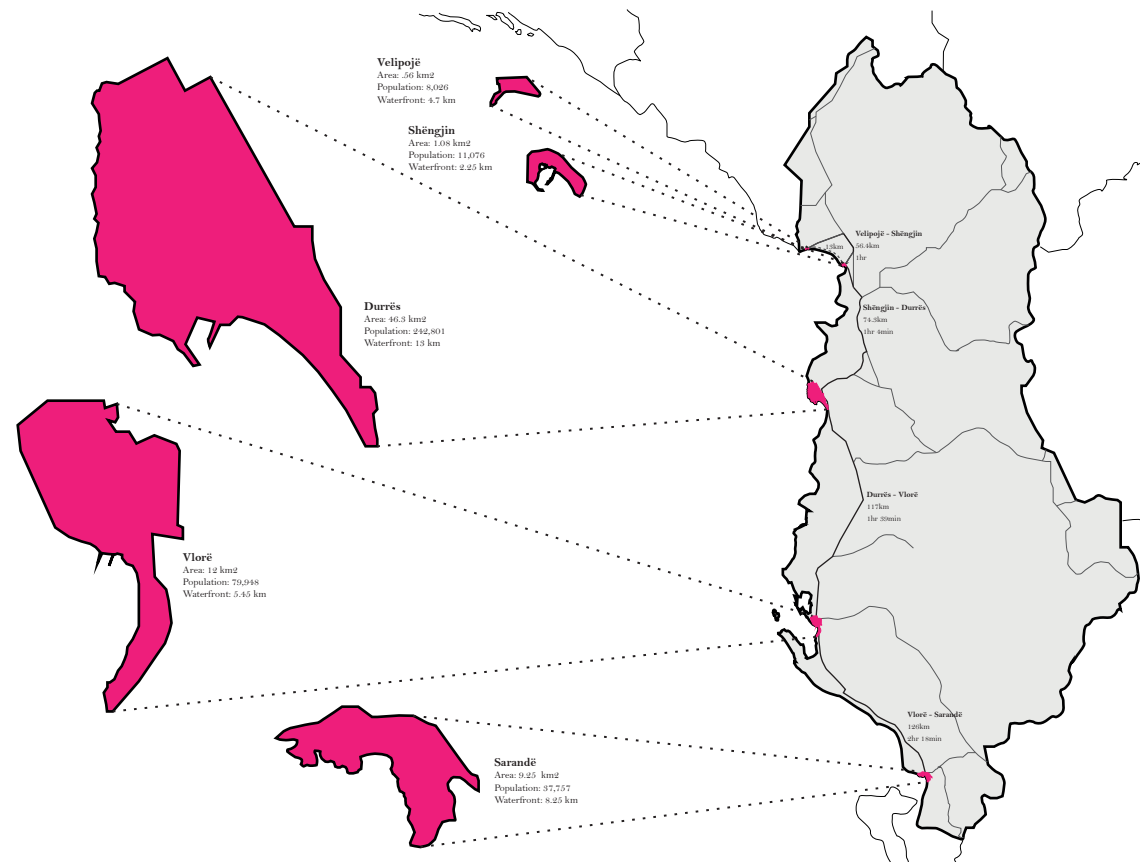 Velipojë
Area: .56 km2
Population: 8,026
Waterfront: 4.7 km
Shëngjin
Area: 1.08 km2
Population: 11,076
Waterfront: 2.25 km
Velipojë - Shëngjin
56.4km
1hr
13km
Durrës
Area: 46.3 km2
Population: 242,801
Waterfront: 13 km
Shëngjin - Durrës
74.3km
1hr 4min
Durrës - Vlorë
117km
1hr 39min
Vlorë
Area: 12 km2
Population: 79,948
Waterfront: 5.45 km
Vlorë - Sarandë
126km
2hr 18min
Sarandë
Area: 9.25 km2
Population: 37,757
Waterfront: 8.25 km